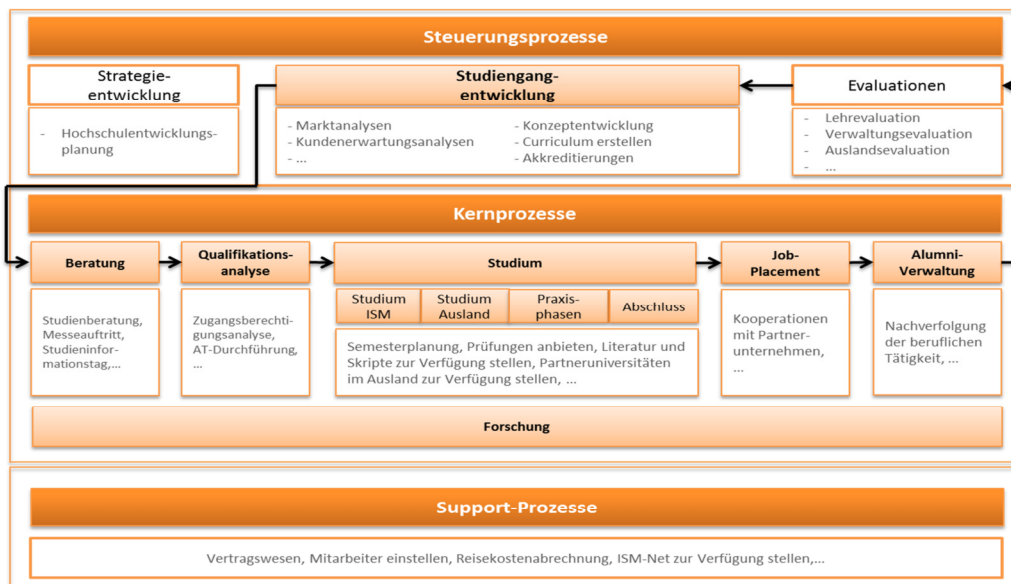 Steuerungsprozesse
Strategie-
entwicklung
- Hochschulentwicklungs-
planung
Studiengang-
entwicklung
- Marktanalysen
- Kundenerwartungsanalysen
- ...
- Konzeptentwicklung
- Curriculum erstellen
- Akkreditierungen
Evaluationen
- Lehrevaluation
- Verwaltungsevaluation
- Auslandsevaluation
- ...
Kernprozesse
Beratung
Studienberatung,
Messeauftritt,
Studieninfor-
mationstag,...
Qualifikations-
analyse
Zugangsberechti-
gungsanalyse,
AT-Durchführung,
...
Studium
Studium
ISM
Studium
Ausland
Praxis-
phasen
Abschluss
Semesterplanung, Prüfungen anbieten, Literatur und
Skripte zur Verfügung stellen, Partneruniversitäten
im Ausland zur Verfügung stellen, ...
Job-
Placement
Kooperationen
mit Partner-
unternehmen,
...
Alumni-
Verwaltung
Nachverfolgung
der beruflichen
Tätigkeit, ...
Forschung
Support-Prozesse
Vertragswesen, Mitarbeiter einstellen, Reisekostenabrechnung, ISM-Net zur Verfügung stellen,...